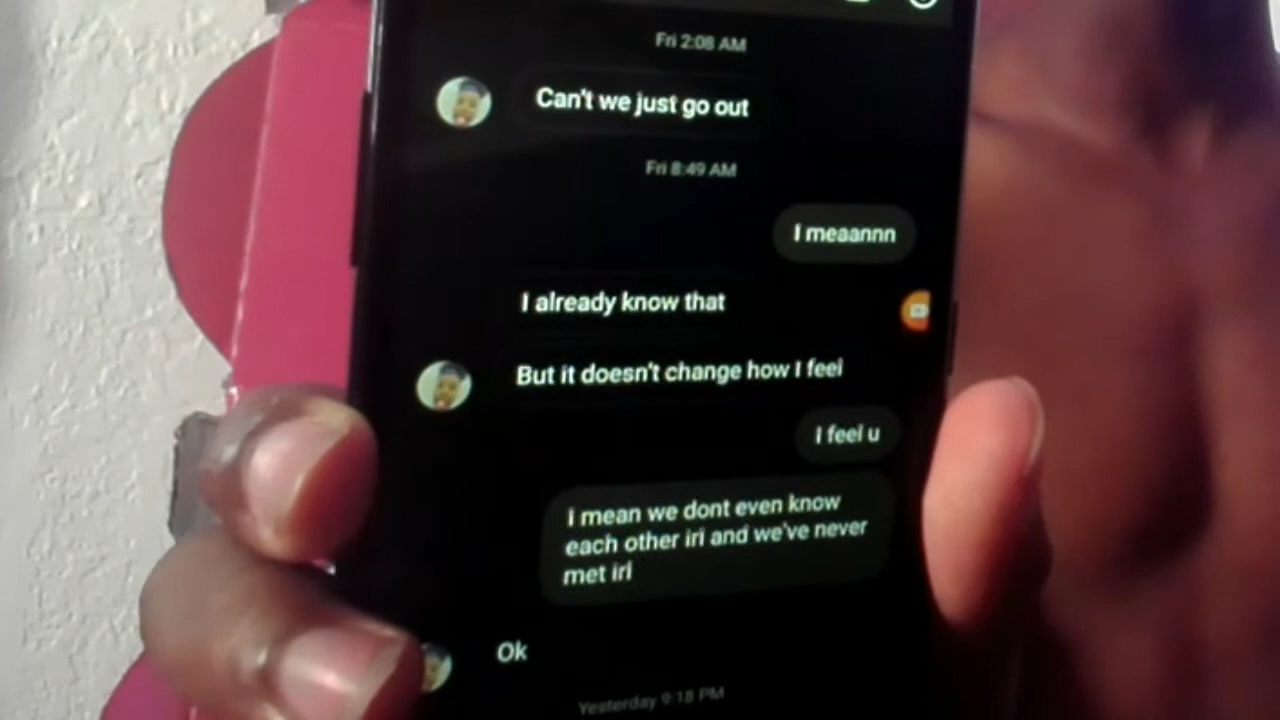 Fri 2:08 AM
Can't we just go out
Fri 8:49 AM
I meaannn
I already know that
But it doesn't change how I feel
I feel u
I mean we dont even know
each other irl and we've never
met irl
Ok
Yesterday 9:18 PM